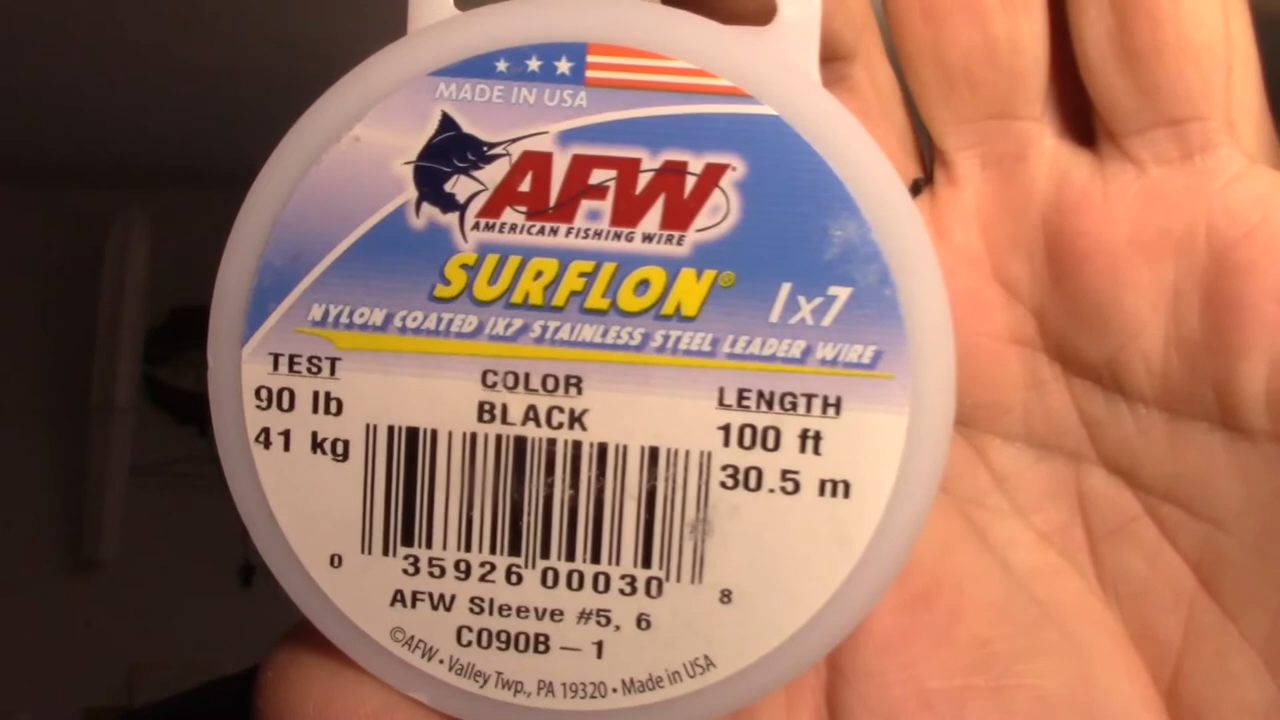 MADE IN USA
AFW
AMERICAN FISHING WIRE
SURFLON® 1x7
NYLON COATED 1X7 STAINLESS STEEL LEADER WIRE
TEST
90 lb
41 kg
COLOR
BLACK
LENGTH
100 ft
30.5 m
0 35926 00030 8
AFW Sleeve #5, 6
C090B – 1
©AFW • Valley Twp., PA 19320 • Made in USA